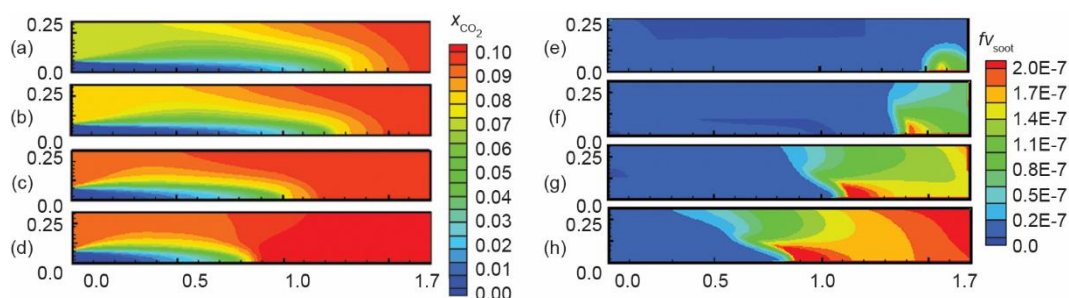 0.25
(a)
0.0
0.25
(b)
0.0
0.25
(c)
0.0
0.25
(d)
0.0
0.0 0.5 1.0 1.7
x_CO₂
0.10
0.09
0.08
0.07
0.06
0.05
0.04
0.03
0.02
0.01
0.00
(e) 0.25
0.0
(f) 0.25
0.0
(g) 0.25
0.0
(h) 0.25
0.0
0.0 0.5 1.0 1.7
fv_soot
2.0E-7
1.7E-7
1.4E-7
1.1E-7
0.8E-7
0.5E-7
0.2E-7
0.0